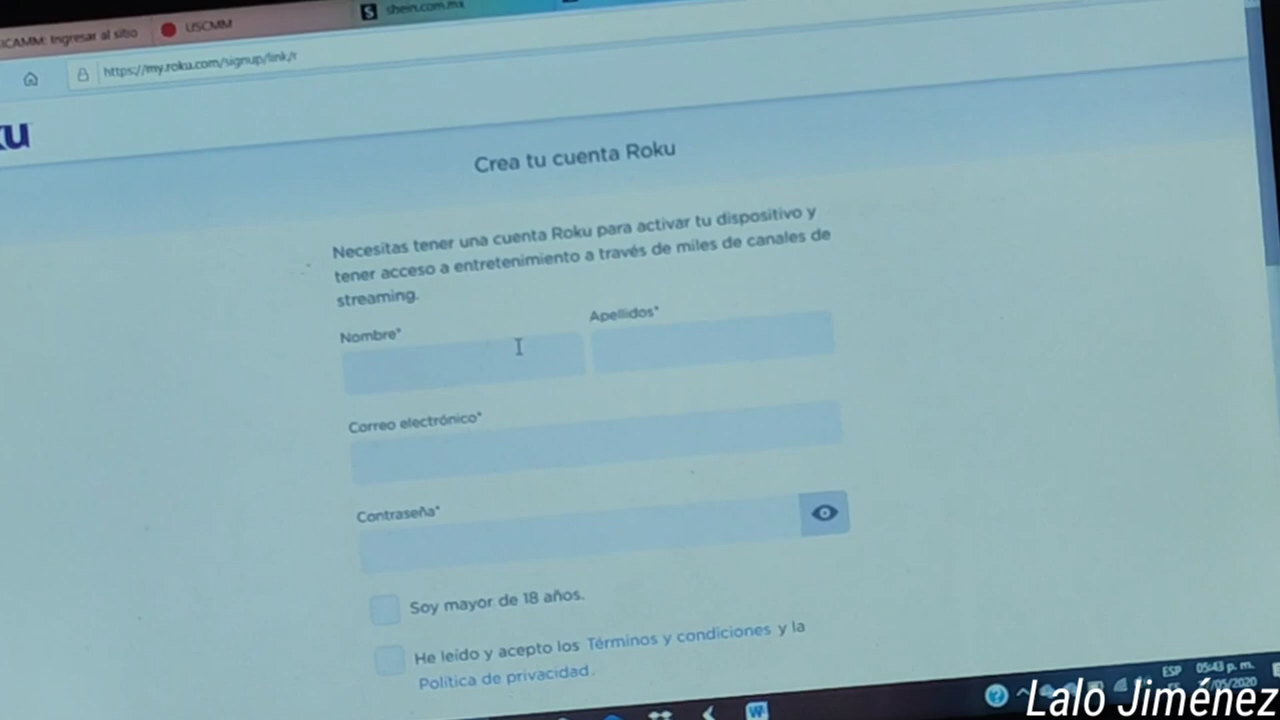 ICAMM: Ingresar al sitio
USCMM
shein.com.mx
https://my.roku.com/signup/link/r
ku
Crea tu cuenta Roku
Necesitas tener una cuenta Roku para activar tu dispositivo y
tener acceso a entretenimiento a través de miles de canales de
streaming.
Nombre*
Apellidos*
Correo electrónico*
Contraseña*
Soy mayor de 18 años.
He leído y acepto los Términos y condiciones y la
Política de privacidad.
ESP
05:43 p. m.
/05/2020
Lalo Jiménez